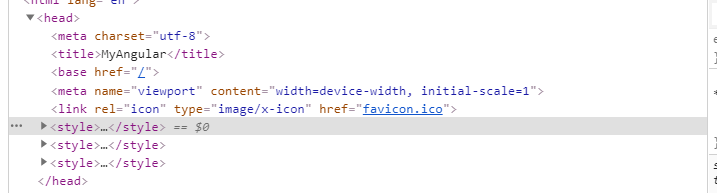 <html lang="en">
▼<head>
<meta charset="utf-8">
<title>MyAngular</title>
<base href="/">
<meta name="viewport" content="width=device-width, initial-scale=1">
<link rel="icon" type="image/x-icon" href="favicon.ico">
••• ▶<style>…</style> == $0
▶<style>…</style>
▶<style>…</style>
</head>